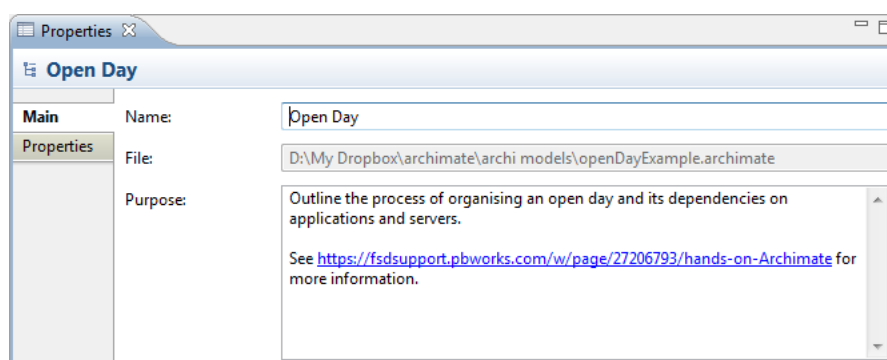 Properties
Open Day
Main
Name:
Open Day
Properties
File:
D:\My Dropbox\archimate\archi models\openDayExample.archimate
Purpose:
Outline the process of organising an open day and its dependencies on
applications and servers.
See https://fsdsupport.pbworks.com/w/page/27206793/hands-on-Archimate for
more information.